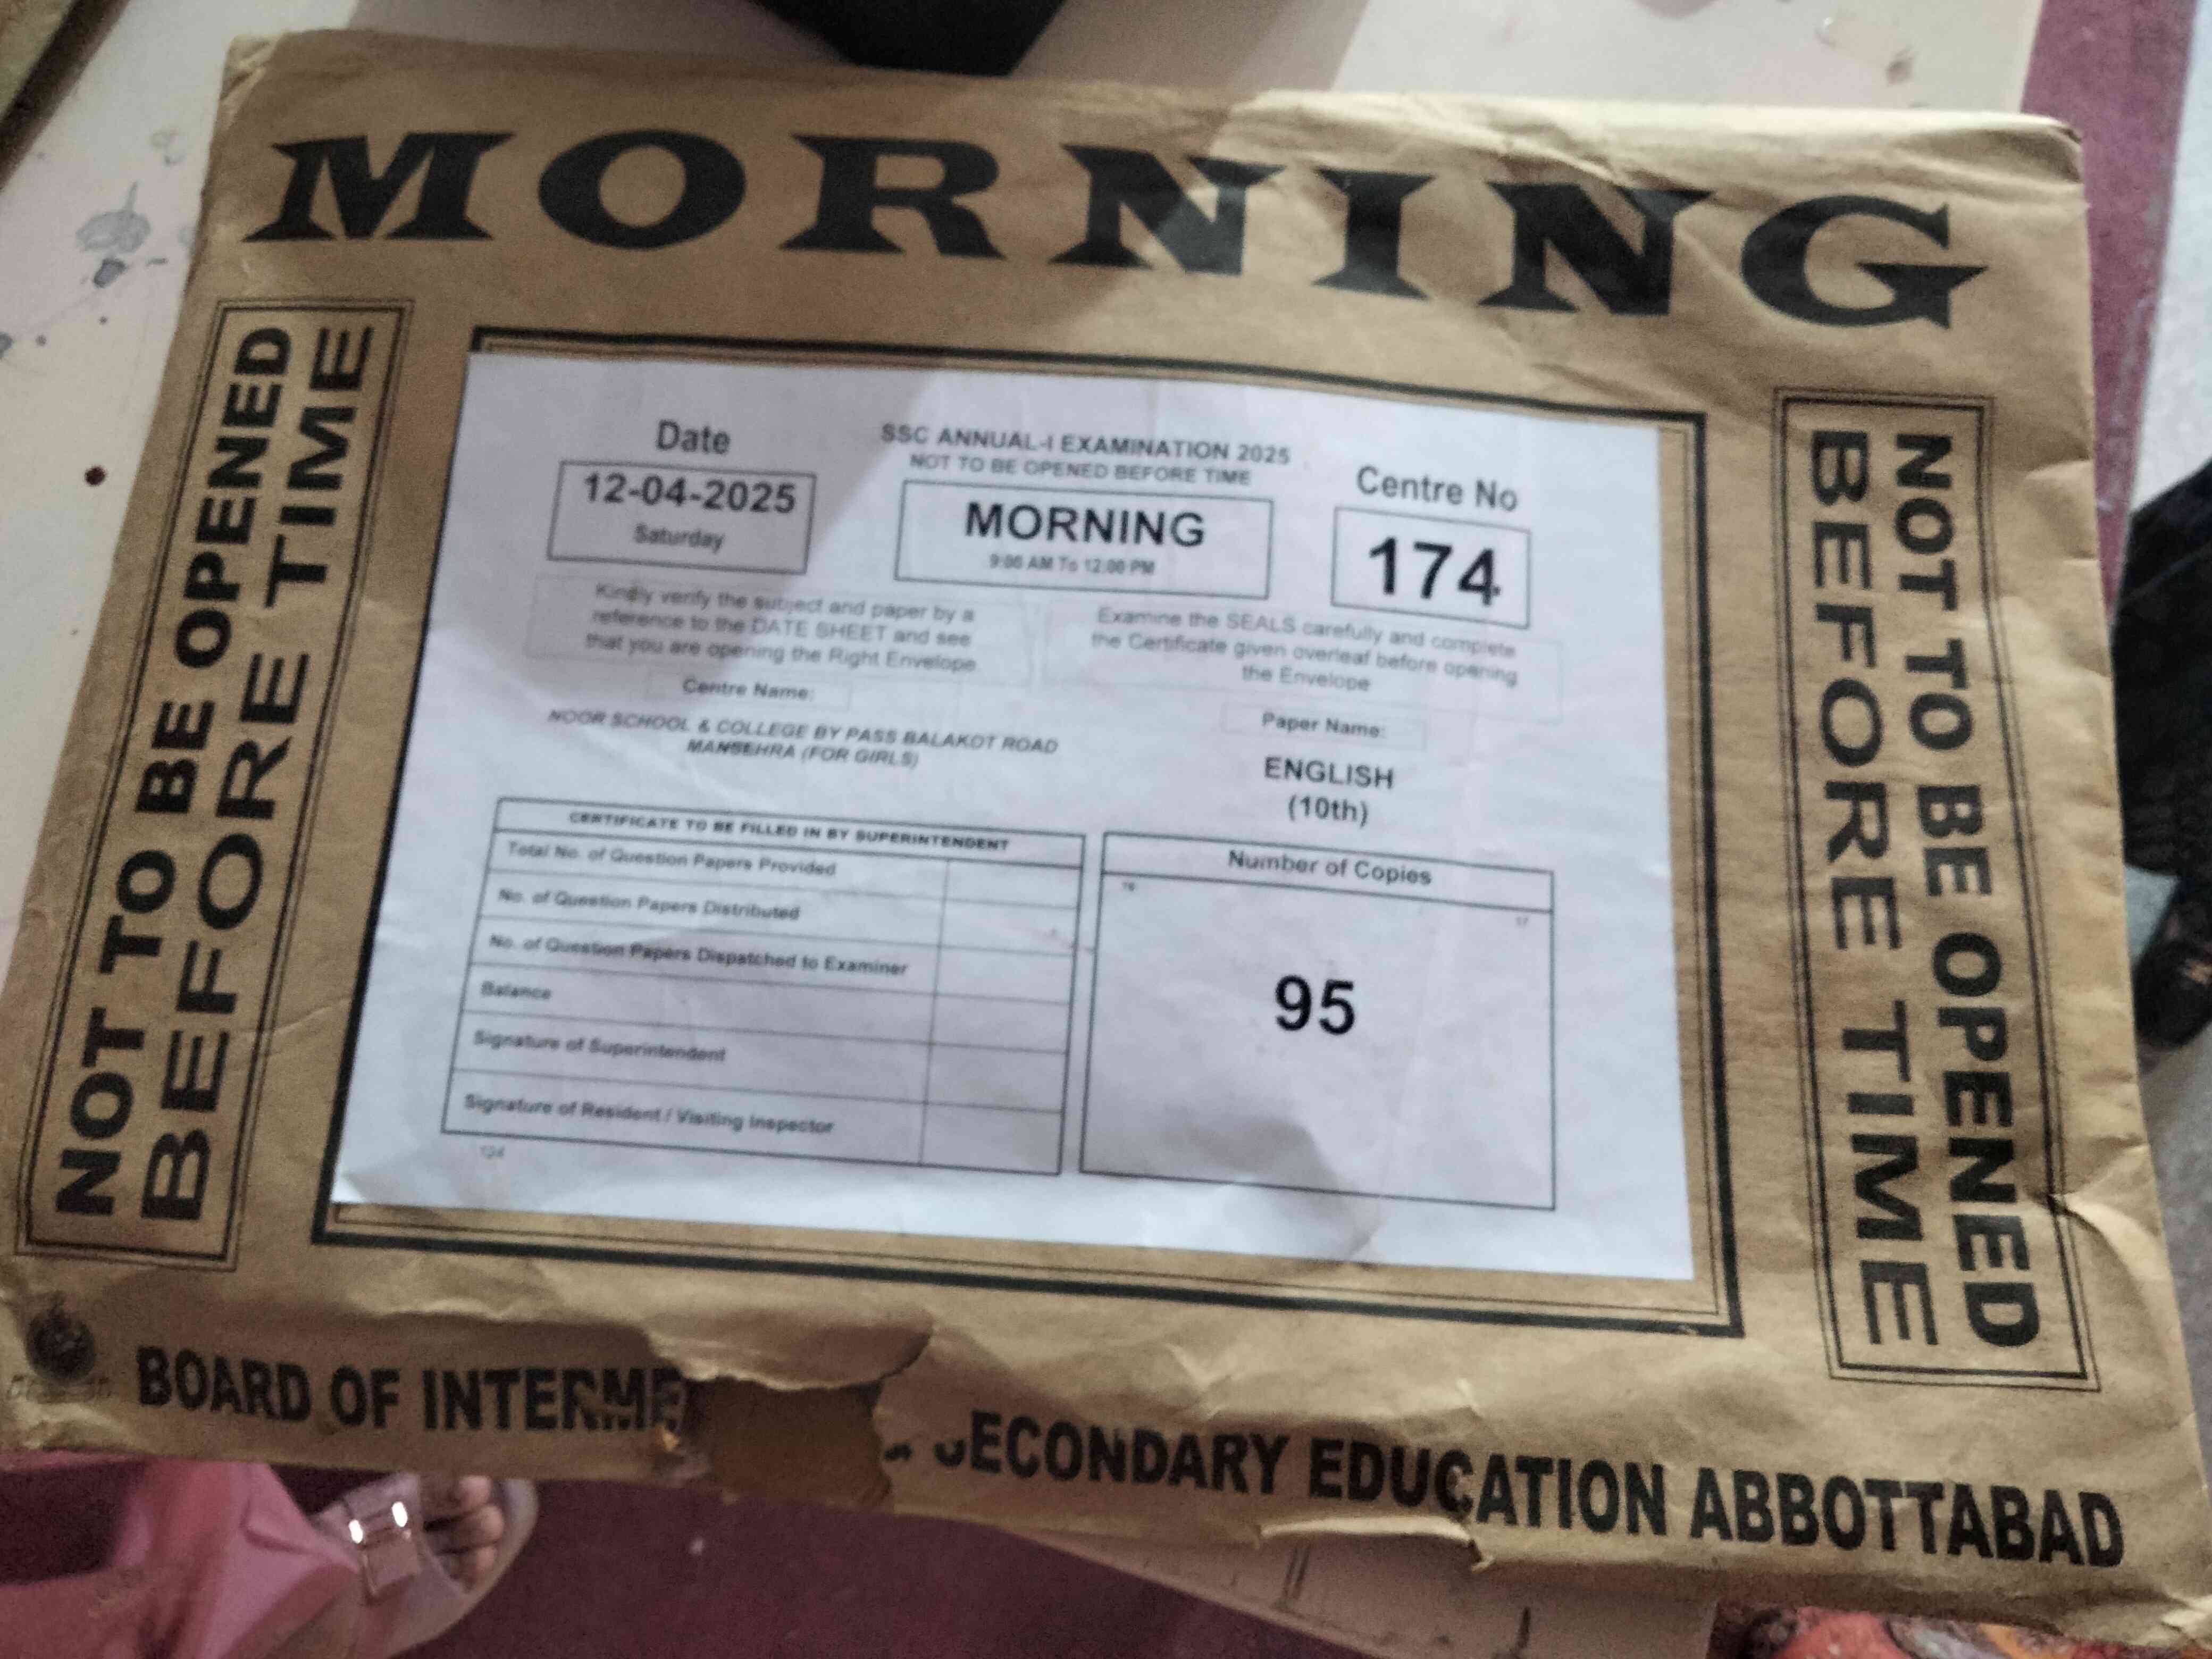 MORNING
NOT TO BE OPENED
BEFORE TIME
Date
12-04-2025
Saturday
SSC ANNUAL-I EXAMINATION 2025
NOT TO BE OPENED BEFORE TIME
MORNING
9:00 AM To 12:00 PM
Centre No
174
Kindly verify the subject and paper by a
reference to the DATE SHEET and see
that you are opening the Right Envelope
Examine the SEALS carefully and complete
the Certificate given overleaf before opening
the Envelope
Centre Name:
NOOR SCHOOL & COLLEGE BY PASS BALAKOT ROAD
MANSEHRA (FOR GIRLS)
Paper Name:
ENGLISH
(10th)
CERTIFICATE TO BE FILLED IN BY SUPERINTENDENT
Total No. of Question Papers Provided
No. of Question Papers Distributed
No. of Question Papers Dispatched to Examiner
Balance
Signature of Superintendent
Signature of Resident / Visiting Inspector
Number of Copies
95
NOT TO BE OPENED
BEFORE TIME
BOARD OF INTERME ECONDARY EDUCATION ABBOTTABAD